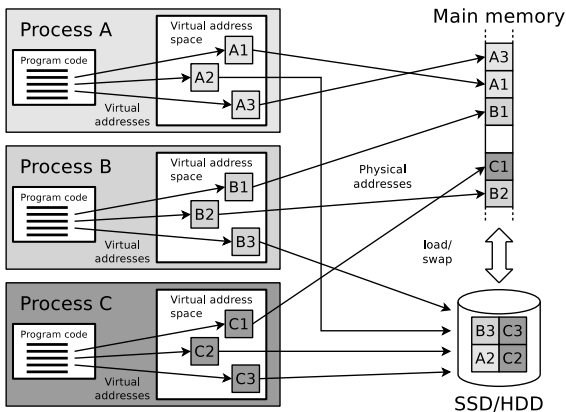 Process A
Program code
Virtual
addresses
Virtual address
space
A1
A2
A3
Process B
Program code
Virtual
addresses
Virtual address
space
B1
B2
B3
Process C
Program code
Virtual
addresses
Virtual address
space
C1
C2
C3
Physical
addresses
Main memory
A3
A1
B1
C1
B2
load/
swap
B3 C3
A2 C2
SSD/HDD